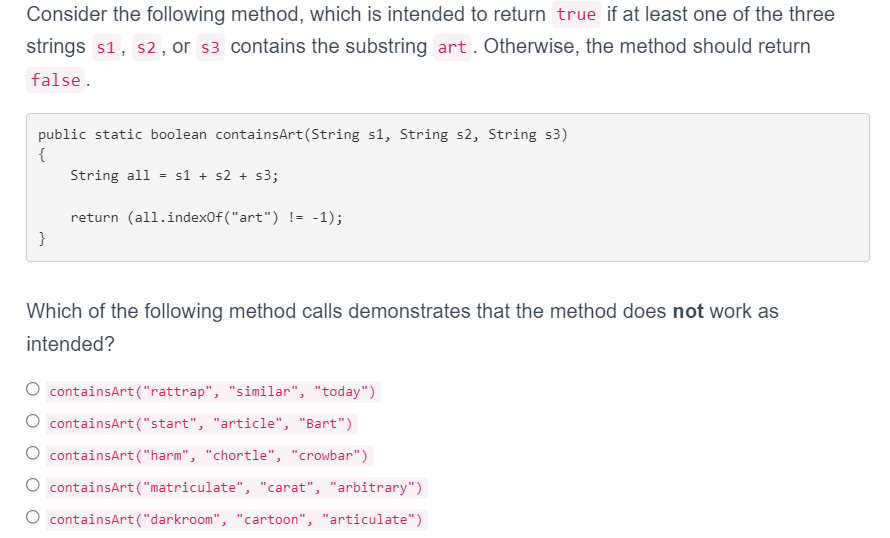 Consider the following method, which is intended to return true if at least one of the three
strings s1, s2, or s3 contains the substring art. Otherwise, the method should return
false.
public static boolean containsArt(String s1, String s2, String s3)
{
String all = s1 + s2 + s3;
return (all.indexOf("art") != -1);
}
Which of the following method calls demonstrates that the method does not work as
intended?
containsArt("rattrap", "similar", "today")
containsArt("start", "article", "Bart")
containsArt("harm", "chortle", "crowbar")
containsArt("matriculate", "carat", "arbitrary")
containsArt("darkroom", "cartoon", "articulate")